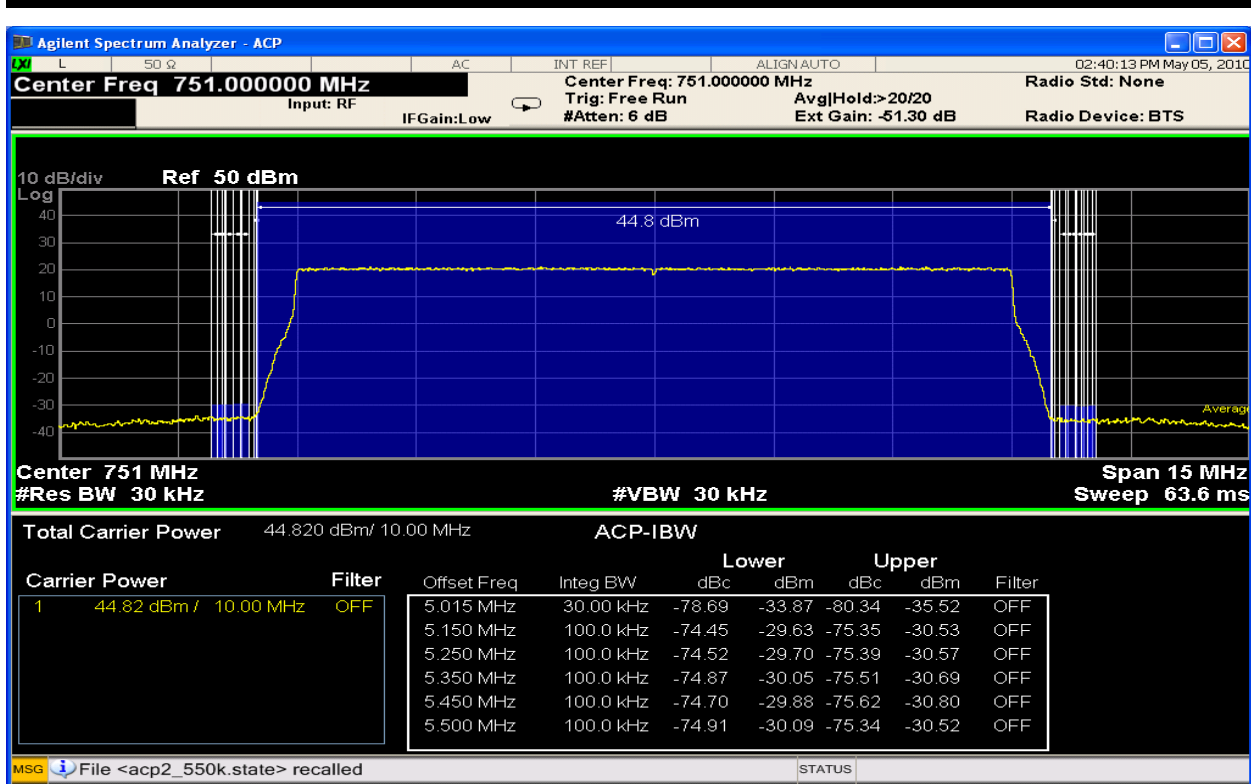 Agilent Spectrum Analyzer - ACP
LXI L 50 Ω AC INT REF ALIGN AUTO 02:40:13 PM May 05, 2010
Center Freq 751.000000 MHz Center Freq: 751.000000 MHz Radio Std: None
Input: RF Trig: Free Run Avg|Hold:>20/20
IFGain:Low #Atten: 6 dB Ext Gain: -51.30 dB Radio Device: BTS
10 dB/div Ref 50 dBm
Log
40
44.8 dBm
30
20
10
0
-10
-20
-30
Average
-40
Center 751 MHz Span 15 MHz
#Res BW 30 kHz #VBW 30 kHz Sweep 63.6 ms
Total Carrier Power 44.820 dBm/ 10.00 MHz ACP-IBW
Lower Upper
Carrier Power Filter Offset Freq Integ BW dBc dBm dBc dBm Filter
1 44.82 dBm / 10.00 MHz OFF 5.015 MHz 30.00 kHz -78.69 -33.87 -80.34 -35.52 OFF
5.150 MHz 100.0 kHz -74.45 -29.63 -75.35 -30.53 OFF
5.250 MHz 100.0 kHz -74.52 -29.70 -75.39 -30.57 OFF
5.350 MHz 100.0 kHz -74.87 -30.05 -75.51 -30.69 OFF
5.450 MHz 100.0 kHz -74.70 -29.88 -75.62 -30.80 OFF
5.500 MHz 100.0 kHz -74.91 -30.09 -75.34 -30.52 OFF
MSG File <acp2_550k.state> recalled STATUS